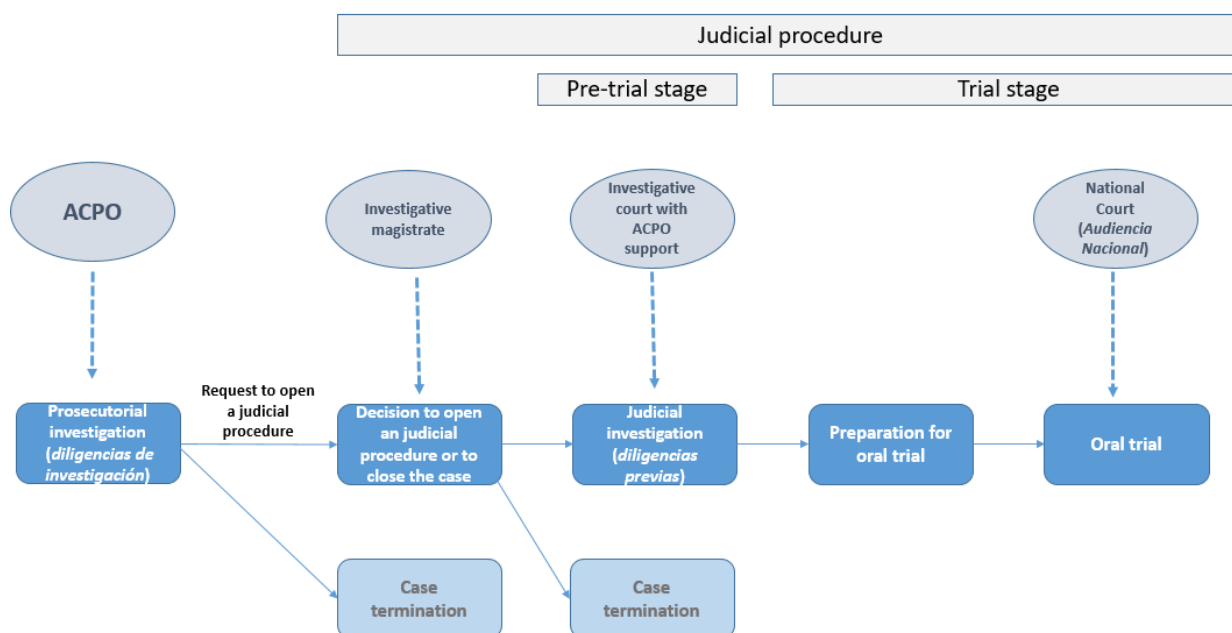 Judicial procedure
Pre-trial stage
Trial stage
ACPO
Investigative
magistrate
Investigative
court with
ACPO
support
National
Court
(Audiencia
Nacional)
Request to open
a judicial
procedure
Prosecutorial
investigation
(diligencias de
investigación)
Decision to open
an judicial
procedure or to
close the case
Judicial
investigation
(diligencias
previas)
Preparation for
oral trial
Oral trial
Case
termination
Case
termination